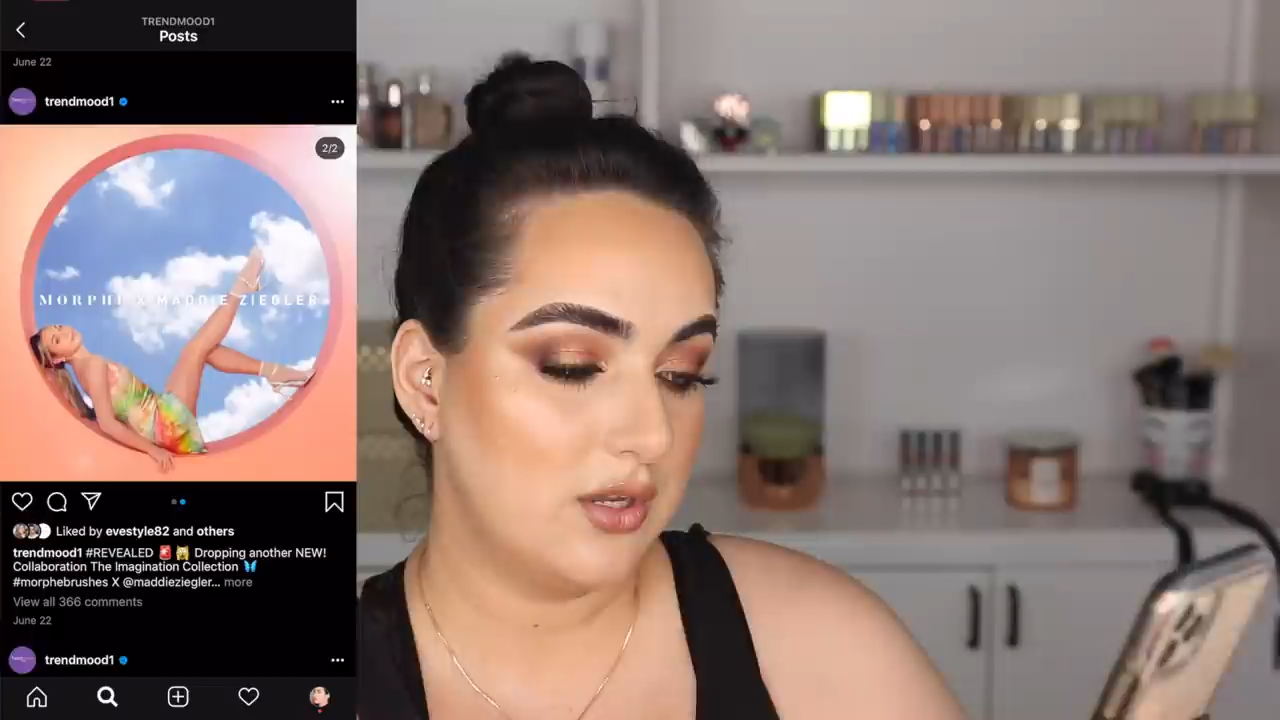 TRENDMOOD1
Posts
June 22
trendmood1
2/2
MORPHE X MADDIE ZIEGLER
Liked by evestyle82 and others
trendmood1 #REVEALED 🚨 🙀 Dropping another NEW!
Collaboration The Imagination Collection 🦋
#morphebrushes X @maddieziegler... more
View all 366 comments
June 22
trendmood1